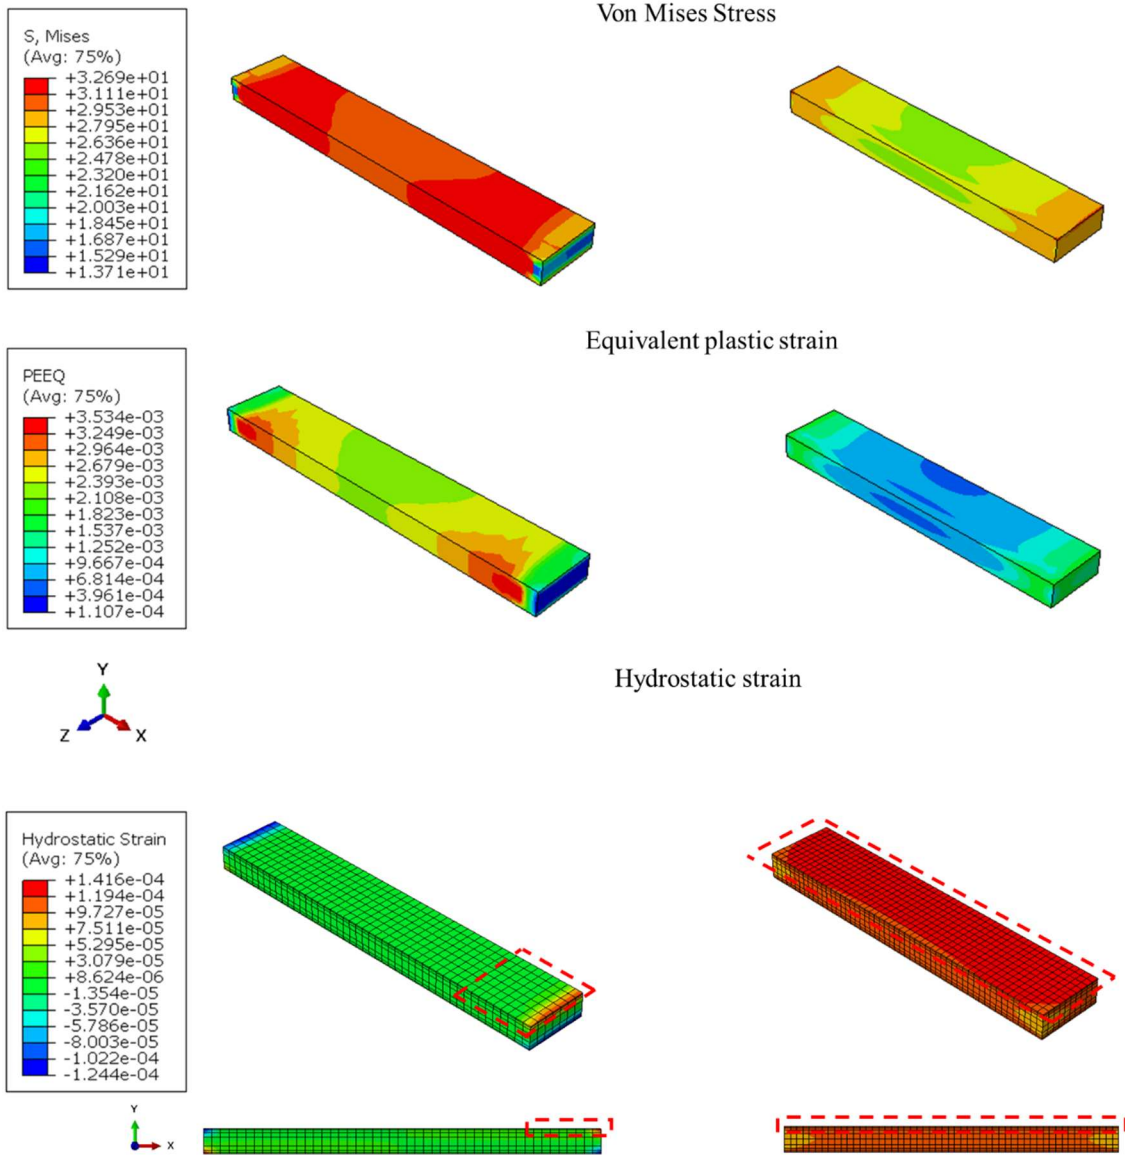 Von Mises Stress
S, Mises
(Avg: 75%)
+3.269e+01
+3.111e+01
+2.953e+01
+2.795e+01
+2.636e+01
+2.478e+01
+2.320e+01
+2.162e+01
+2.003e+01
+1.845e+01
+1.687e+01
+1.529e+01
+1.371e+01
Equivalent plastic strain
PEEQ
(Avg: 75%)
+3.534e-03
+3.249e-03
+2.964e-03
+2.679e-03
+2.393e-03
+2.108e-03
+1.823e-03
+1.537e-03
+1.252e-03
+9.667e-04
+6.814e-04
+3.961e-04
+1.107e-04
Hydrostatic strain
Y
Z X
Hydrostatic Strain
(Avg: 75%)
+1.416e-04
+1.194e-04
+9.727e-05
+7.511e-05
+5.295e-05
+3.079e-05
+8.624e-06
-1.354e-05
-3.570e-05
-5.786e-05
-8.003e-05
-1.022e-04
-1.244e-04
Y
X